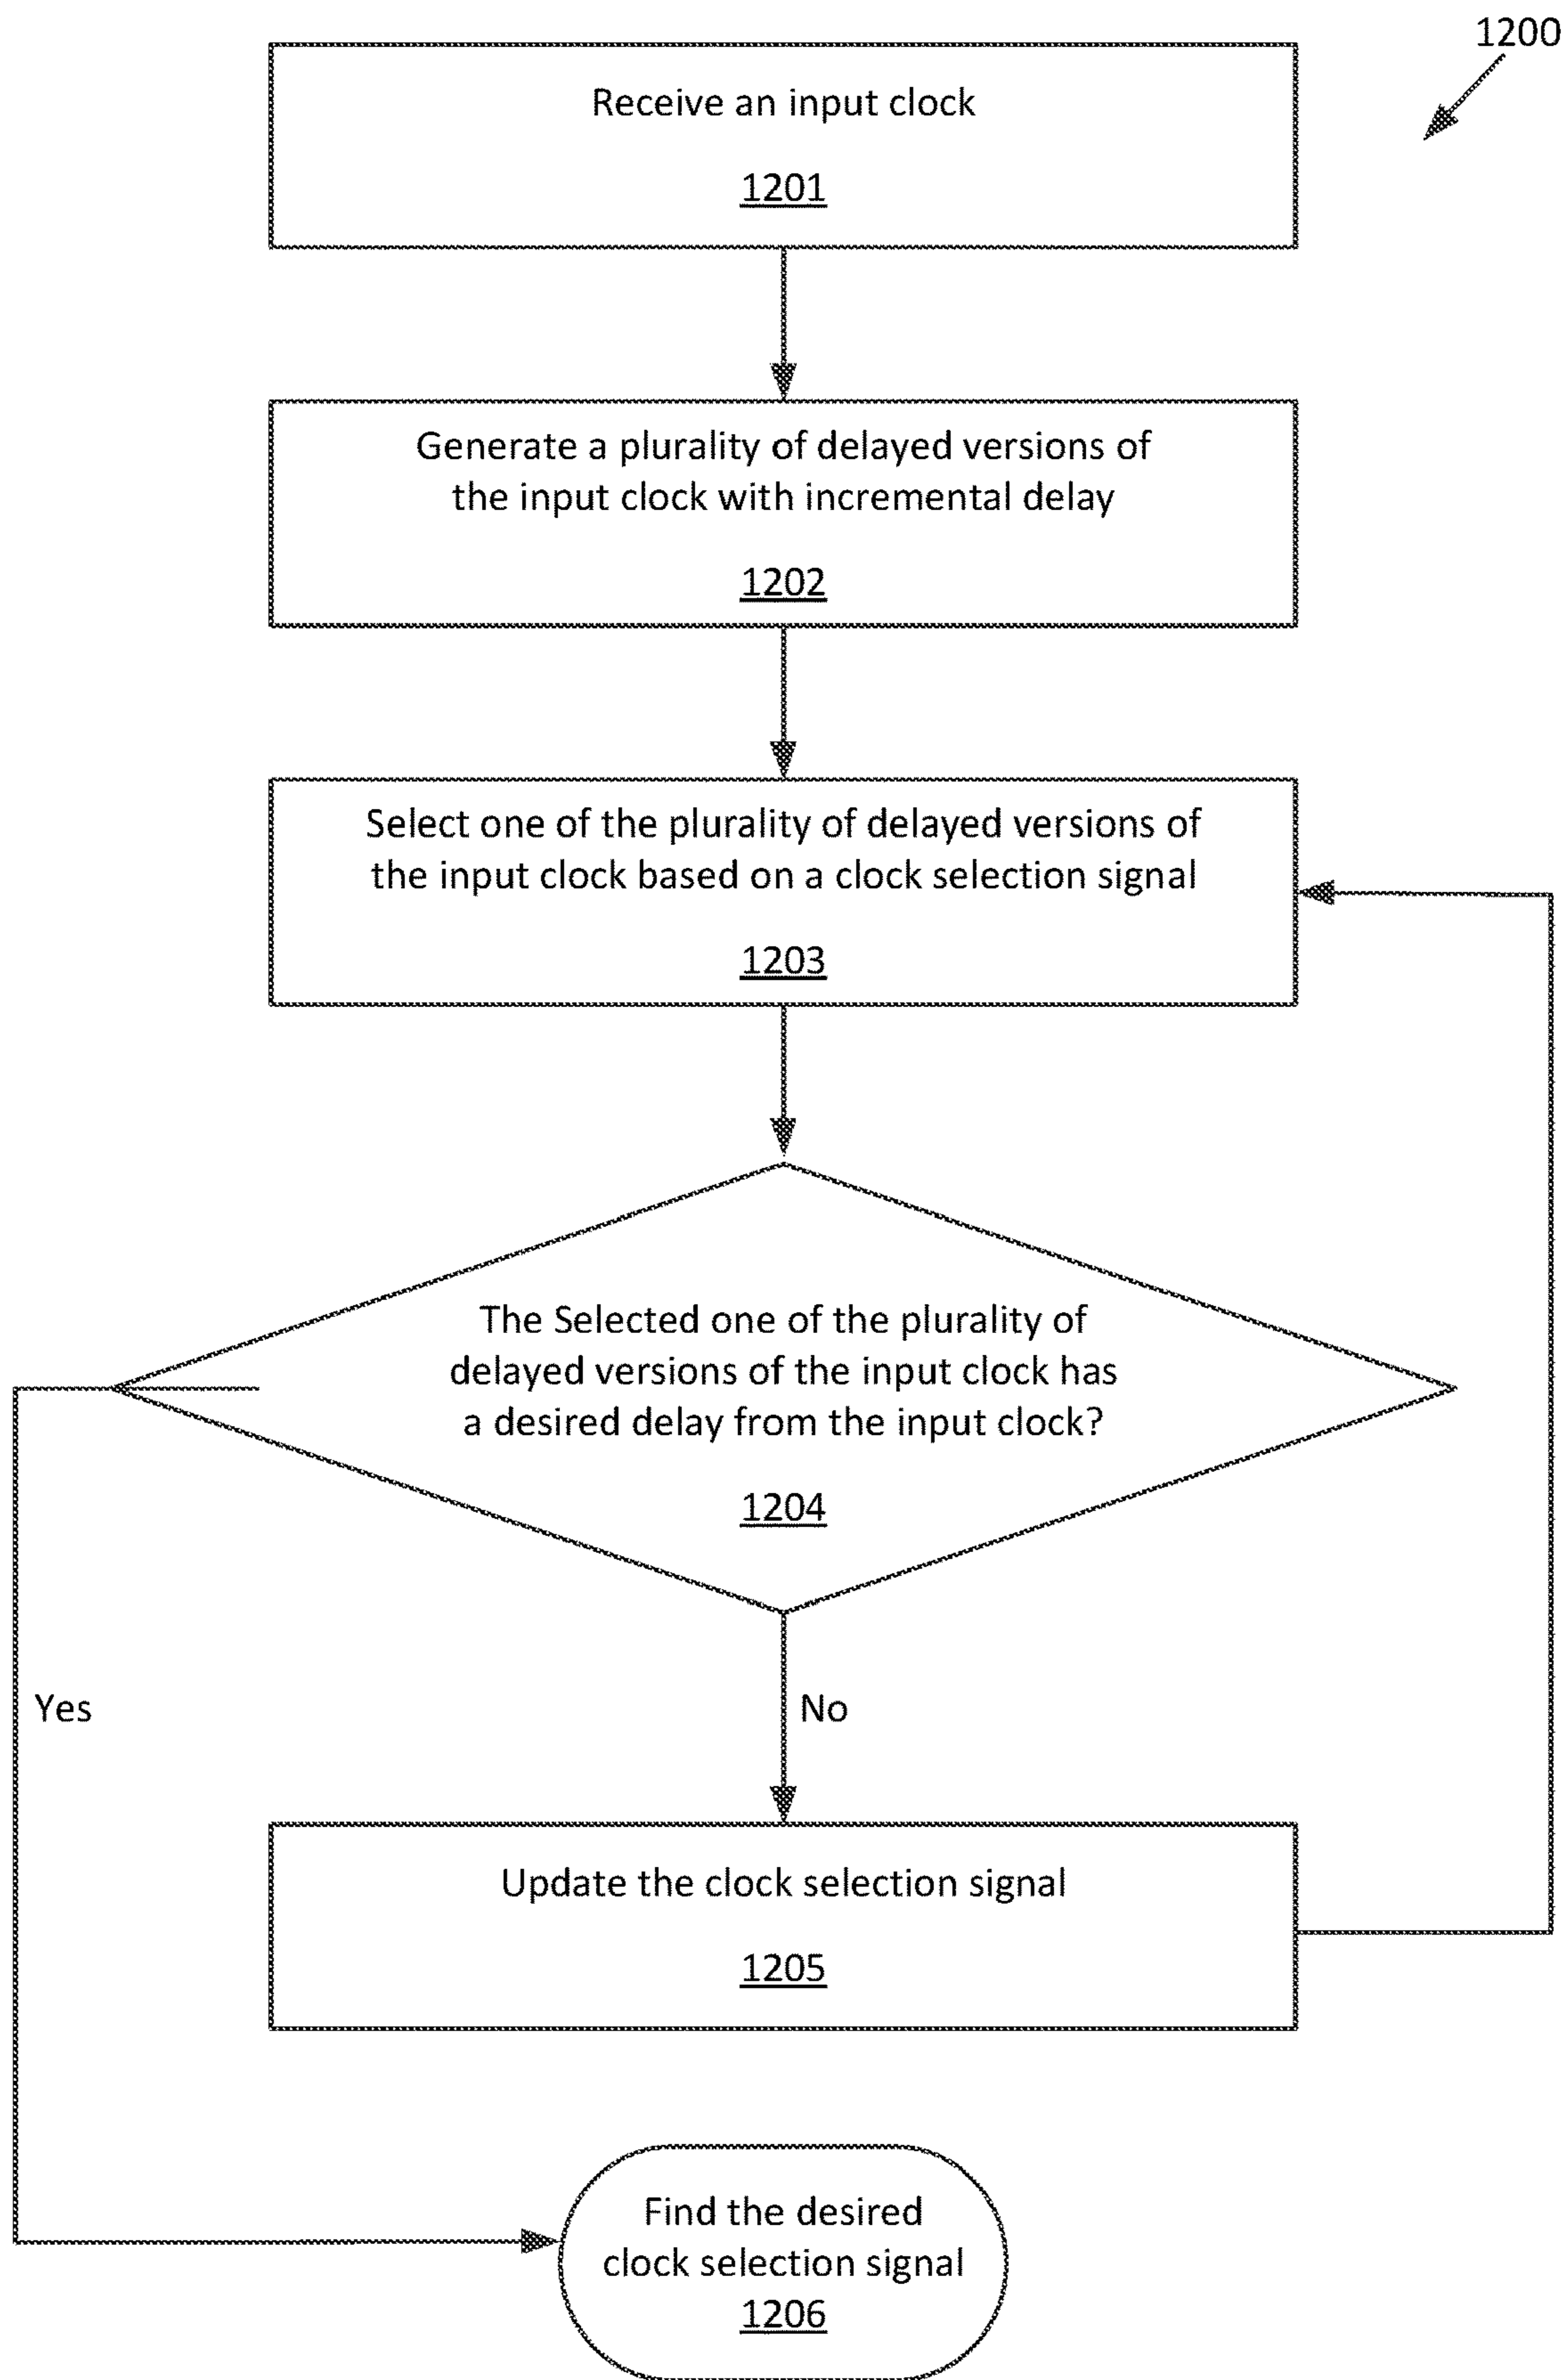 1200
Receive an input clock
1201
Generate a plurality of delayed versions of
the input clock with incremental delay
1202
Select one of the plurality of delayed versions of
the input clock based on a clock selection signal
1203
The Selected one of the plurality of
delayed versions of the input clock has
a desired delay from the input clock?
1204
Yes
No
Update the clock selection signal
1205
Find the desired
clock selection signal
1206